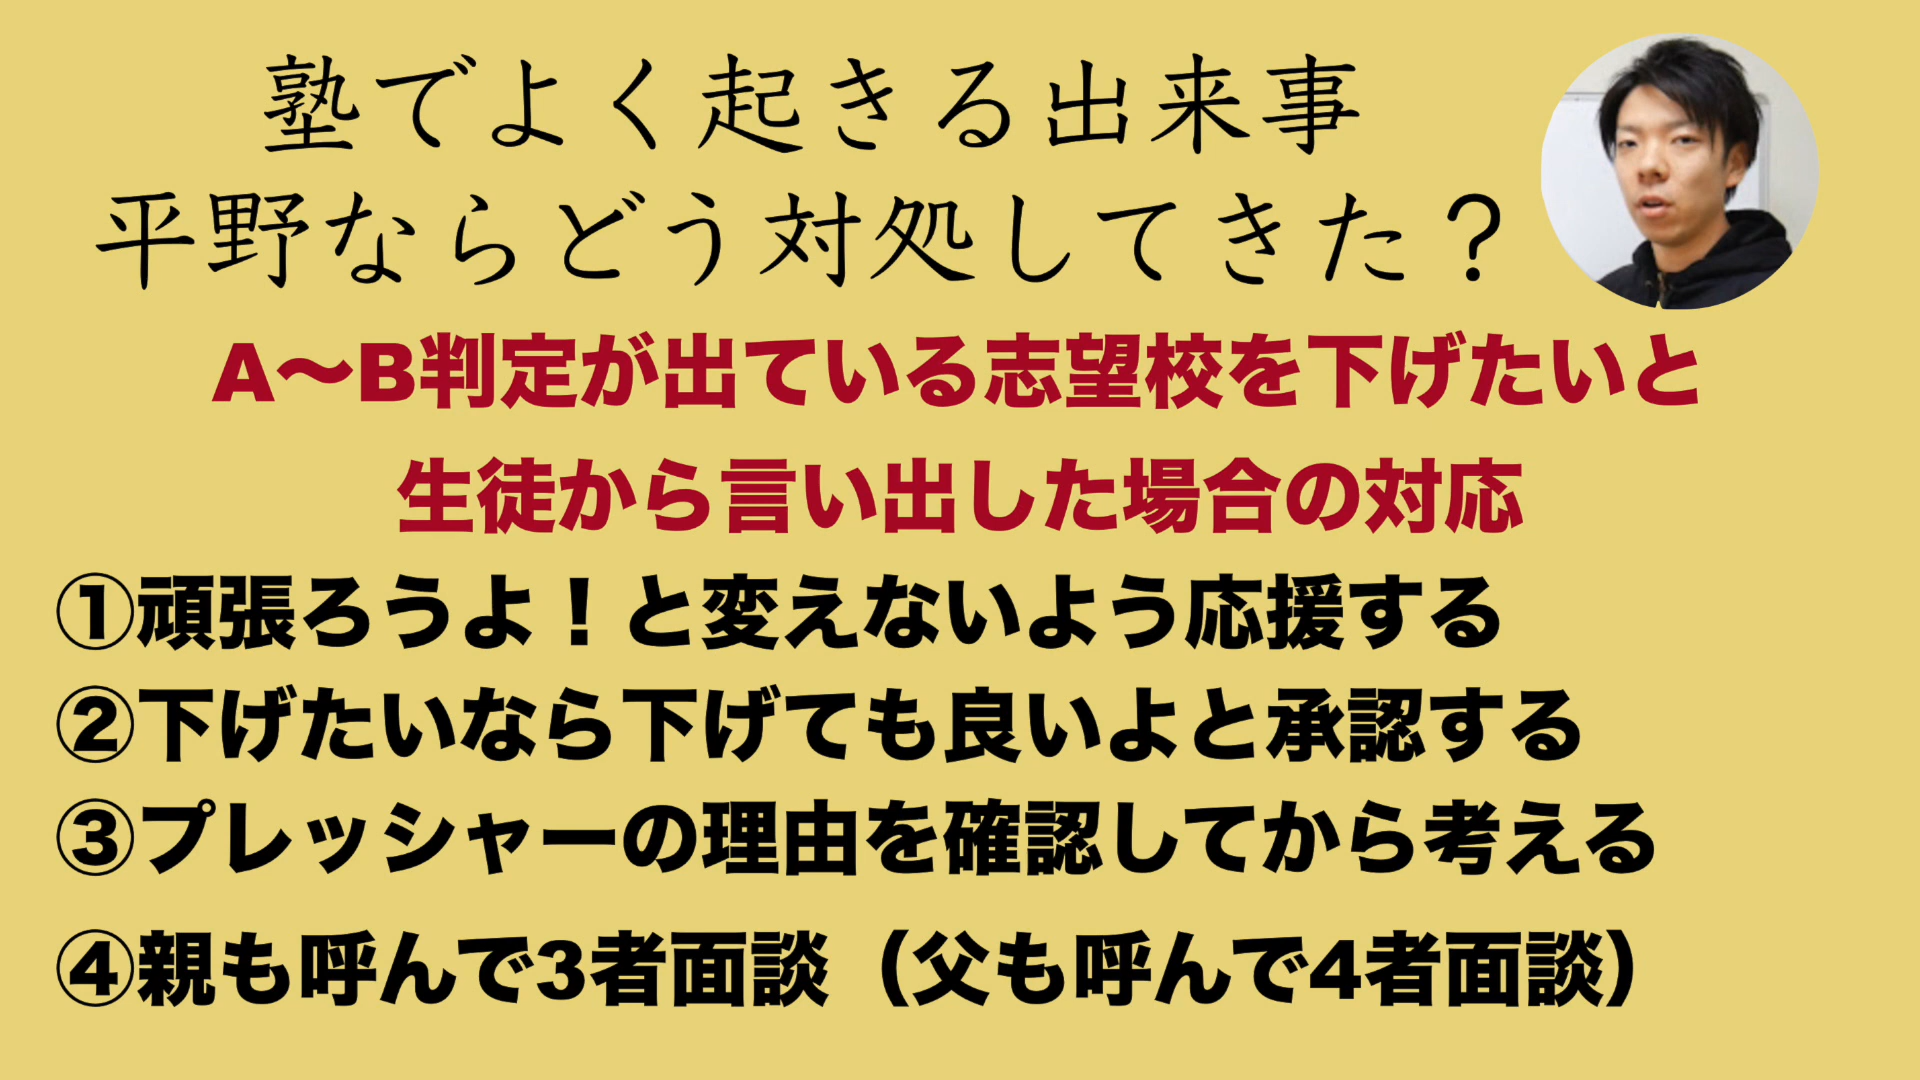 塾でよく起きる出来事
平野ならどう対処してきた？
A〜B判定が出ている志望校を下げたいと
生徒から言い出した場合の対応
①頑張ろうよ！と変えないよう応援する
②下げたいなら下げても良いよと承認する
③プレッシャーの理由を確認してから考える
④親も呼んで3者面談（父も呼んで4者面談）